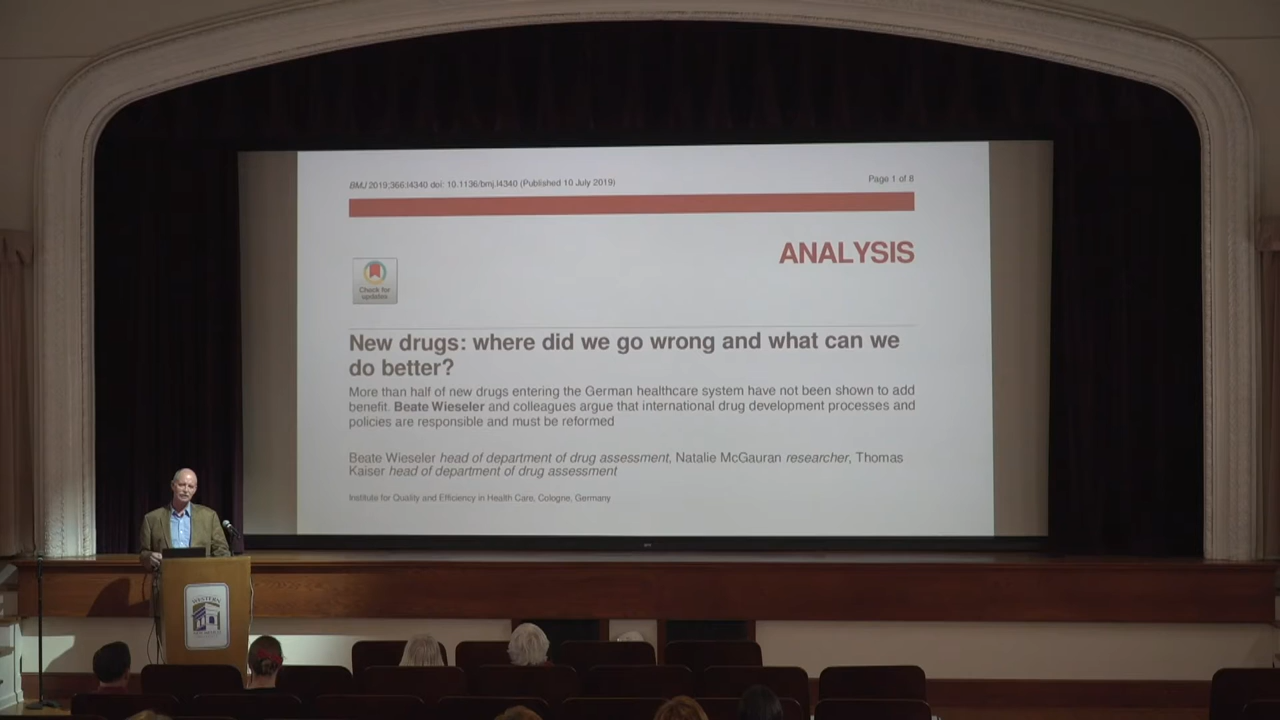 BMJ 2019;366:l4340 doi: 10.1136/bmj.l4340 (Published 10 July 2019)
Page 1 of 8
ANALYSIS
Check for
updates
New drugs: where did we go wrong and what can we
do better?
More than half of new drugs entering the German healthcare system have not been shown to add
benefit. Beate Wieseler and colleagues argue that international drug development processes and
policies are responsible and must be reformed
Beate Wieseler head of department of drug assessment, Natalie McGauran researcher, Thomas
Kaiser head of department of drug assessment
Institute for Quality and Efficiency in Health Care, Cologne, Germany
WESTERN